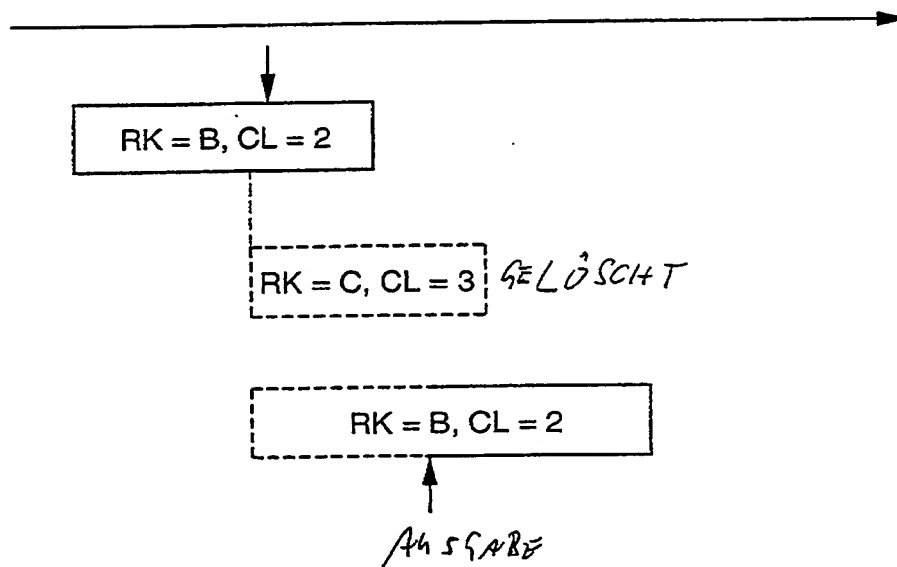 RK = B, CL = 2
RK = C, CL = 3 GELÖSCHT
RK = B, CL = 2
AUSGABE